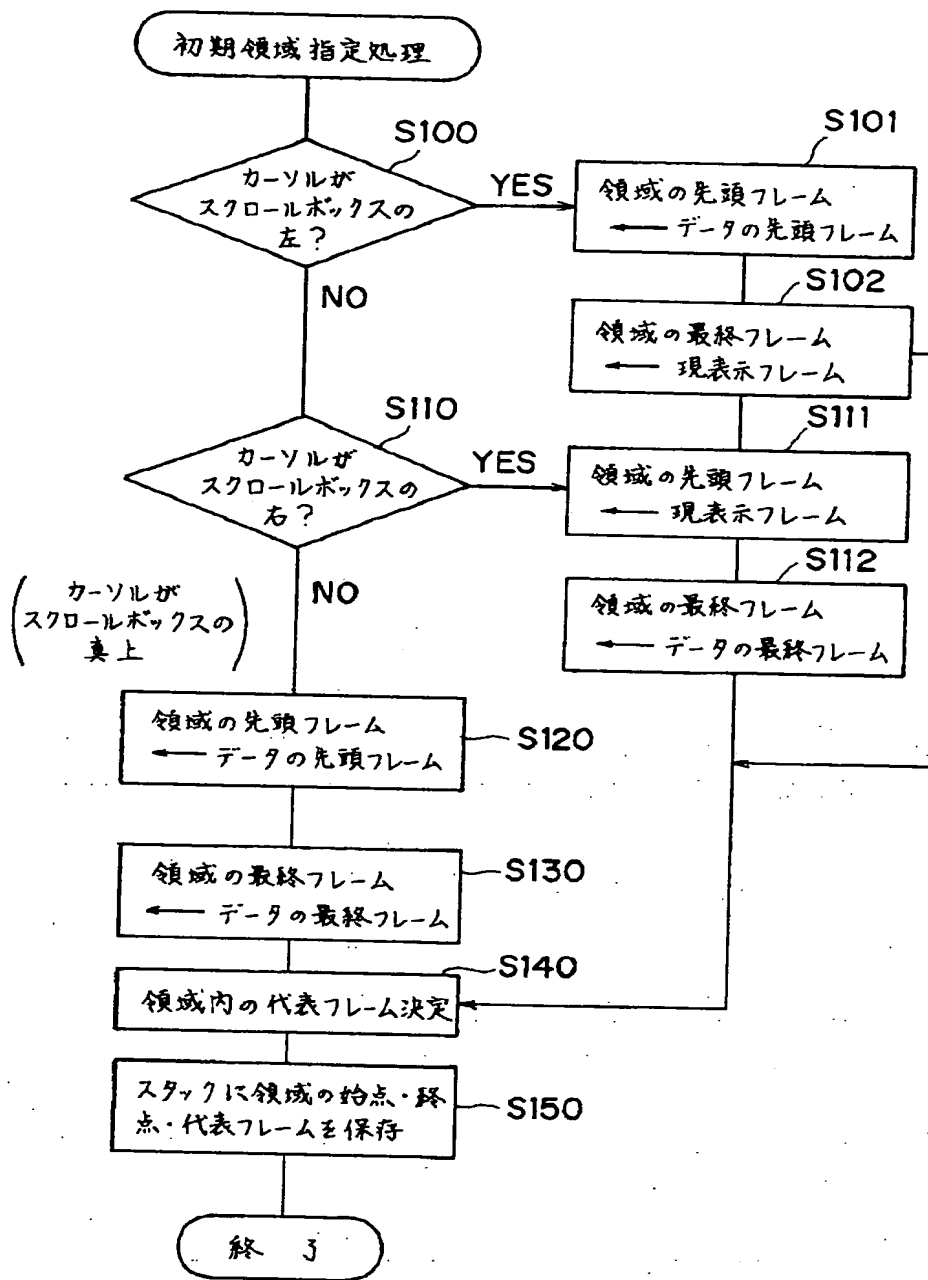 初期領域指定処理
S100
カーソルが
スクロールボックスの
左?
YES
NO
S101
領域の先頭フレーム
← データの先頭フレーム
S102
領域の最終フレーム
← 現表示フレーム
S110
カーソルが
スクロールボックスの
右?
YES
NO
S111
領域の先頭フレーム
← 現表示フレーム
S112
領域の最終フレーム
← データの最終フレーム
(カーソルが
スクロールボックスの
真上)
領域の先頭フレーム
← データの先頭フレーム
S120
領域の最終フレーム
← データの最終フレーム
S130
S140
領域内の代表フレーム決定
スタックに領域の始点・終
点・代表フレームを保存
S150
終了